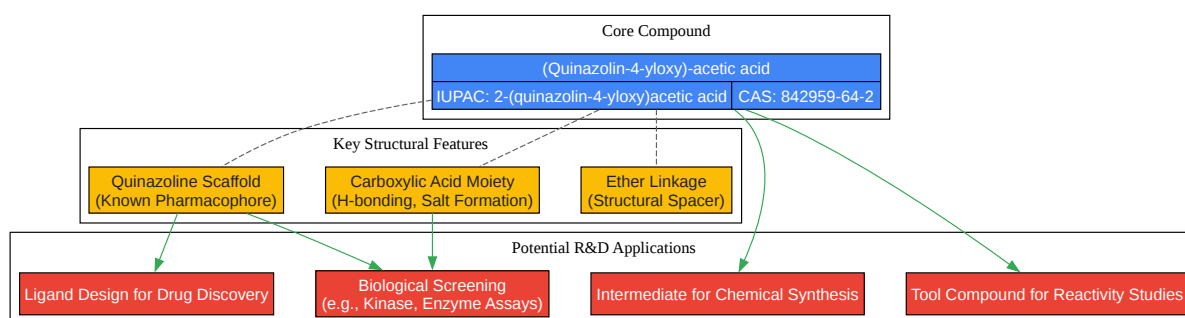 Core Compound
(Quinazolin-4-yloxy)-acetic acid
IUPAC: 2-(quinazolin-4-yloxy)acetic acid
CAS: 842959-64-2
Key Structural Features
Quinazoline Scaffold
(Known Pharmacophore)
Carboxylic Acid Moiety
(H-bonding, Salt Formation)
Ether Linkage
(Structural Spacer)
Potential R&D Applications
Ligand Design for Drug Discovery
Biological Screening
(e.g., Kinase, Enzyme Assays)
Intermediate for Chemical Synthesis
Tool Compound for Reactivity Studies